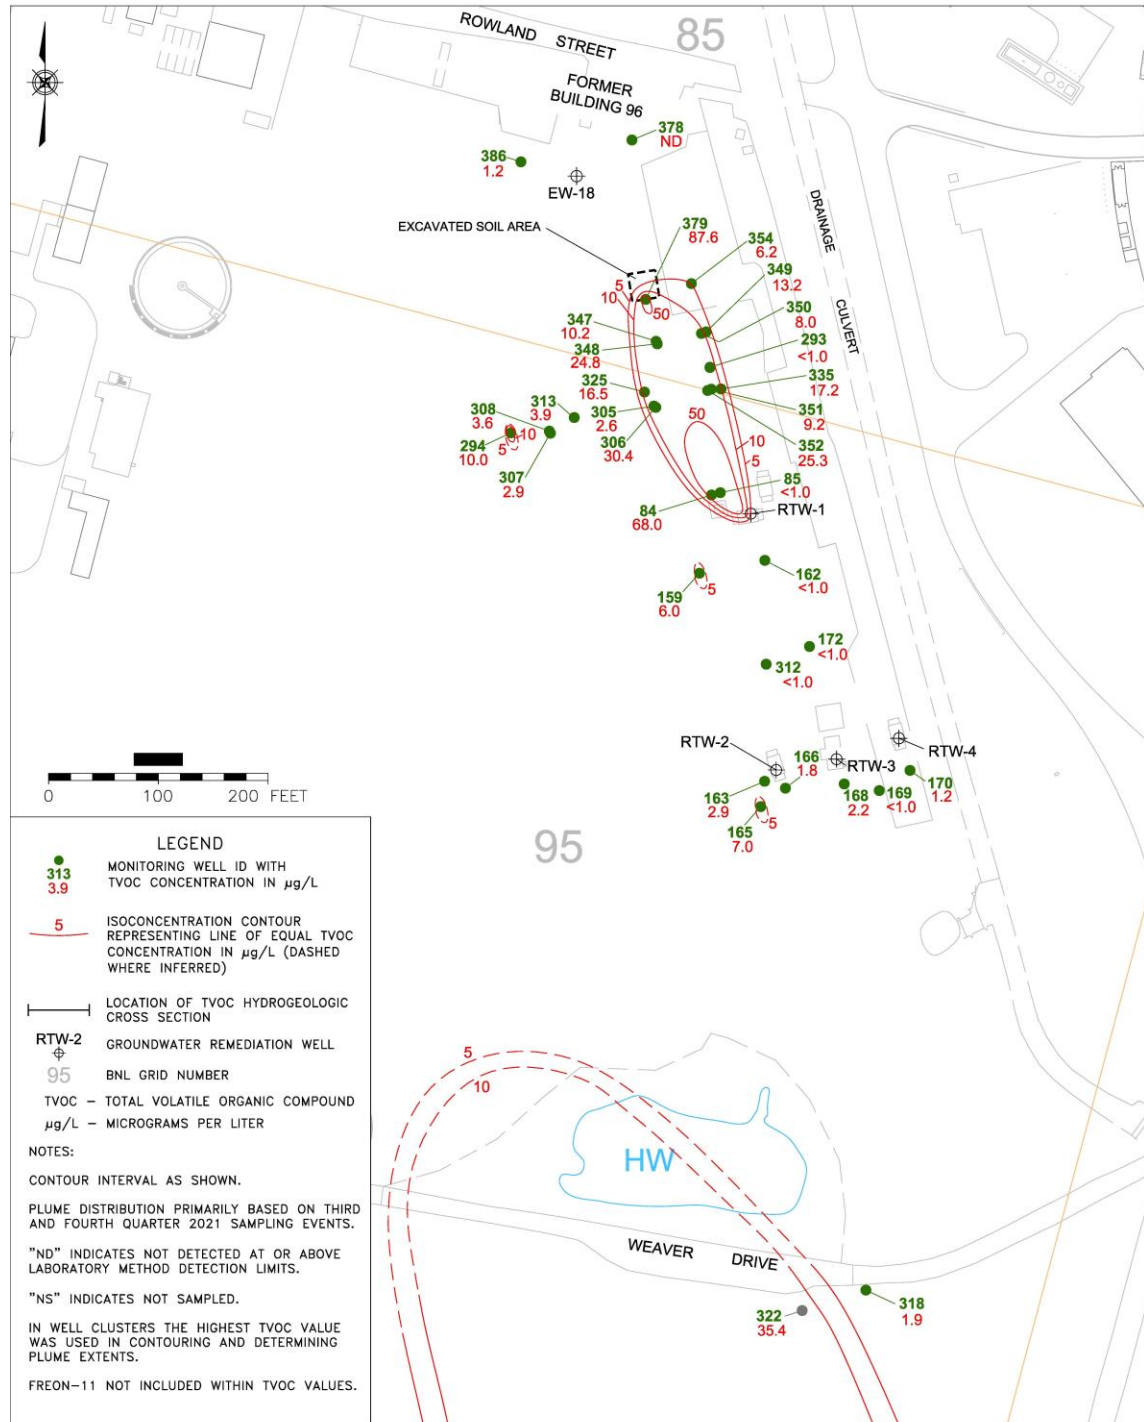 85
ROWLAND STREET
FORMER
BUILDING 96
378
ND
386
1.2
EW-18
DRAINAGE
CULVERT
EXCAVATED SOIL AREA
379
87.6
354
6.2
349
13.2
5
10
50
350
8.0
347
10.2
293
<1.0
348
24.8
335
17.2
325
16.5
313
3.9
351
9.2
308
3.6
305
2.6
50
10
352
25.3
294
10.0
5
10
306
30.4
5
307
2.9
85
<1.0
84
68.0
RTW-1
162
<1.0
159
6.0
5
172
<1.0
312
<1.0
RTW-2
166
1.8
RTW-3
RTW-4
163
2.9
168
2.2
169
<1.0
170
1.2
165
7.0
5
0 100 200 FEET
95
LEGEND
313
3.9
MONITORING WELL ID WITH
TVOC CONCENTRATION IN µg/L
5
ISOCONCENTRATION CONTOUR
REPRESENTING LINE OF EQUAL TVOC
CONCENTRATION IN µg/L (DASHED
WHERE INFERRED)
LOCATION OF TVOC HYDROGEOLOGIC
CROSS SECTION
RTW-2
GROUNDWATER REMEDIATION WELL
95
BNL GRID NUMBER
TVOC – TOTAL VOLATILE ORGANIC COMPOUND
µg/L – MICROGRAMS PER LITER
NOTES:
CONTOUR INTERVAL AS SHOWN.
PLUME DISTRIBUTION PRIMARILY BASED ON THIRD
AND FOURTH QUARTER 2021 SAMPLING EVENTS.
"ND" INDICATES NOT DETECTED AT OR ABOVE
LABORATORY METHOD DETECTION LIMITS.
"NS" INDICATES NOT SAMPLED.
IN WELL CLUSTERS THE HIGHEST TVOC VALUE
WAS USED IN CONTOURING AND DETERMINING
PLUME EXTENTS.
FREON-11 NOT INCLUDED WITHIN TVOC VALUES.
5
10
HW
WEAVER DRIVE
322
35.4
318
1.9